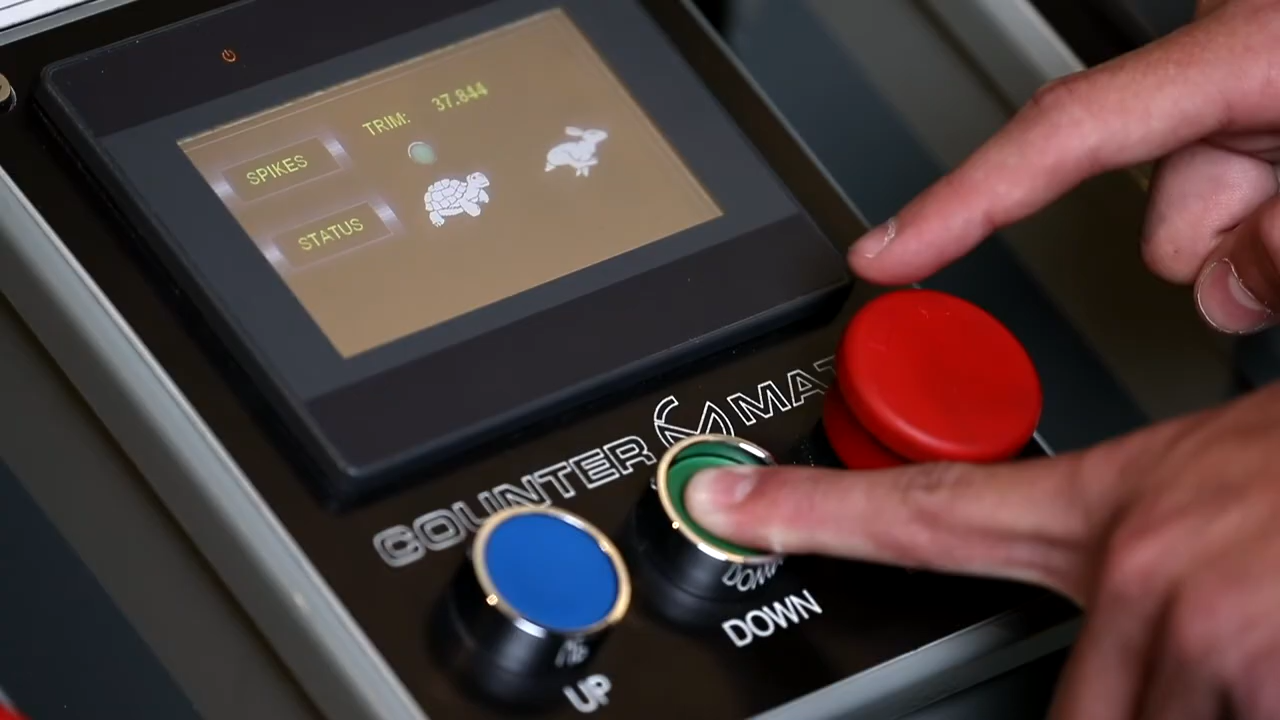 TRIM: 37.844
SPIKES
STATUS
COUNTER MAT
DOWN
UP